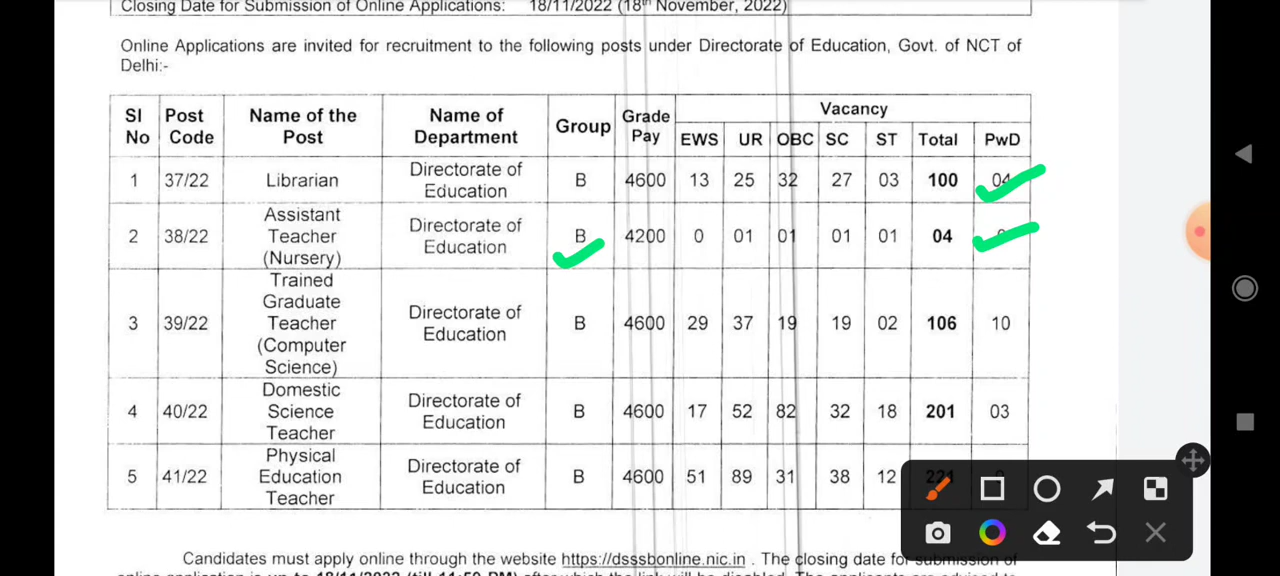 Closing Date for Submission of Online Applications: 18/11/2022 (18th November, 2022)
Online Applications are invited for recruitment to the following posts under Directorate of Education, Govt. of NCT of
Delhi:-
Sl No | Post Code | Name of the Post | Name of Department | Group | Grade Pay | Vacancy
EWS | UR | OBC | SC | ST | Total | PwD
1 | 37/22 | Librarian | Directorate of Education | B | 4600 | 13 | 25 | 32 | 27 | 03 | 100 | 04
2 | 38/22 | Assistant Teacher (Nursery) | Directorate of Education | B | 4200 | 0 | 01 | 01 | 01 | 01 | 04
3 | 39/22 | Trained Graduate Teacher (Computer Science) | Directorate of Education | B | 4600 | 29 | 37 | 19 | 19 | 02 | 106 | 10
4 | 40/22 | Domestic Science Teacher | Directorate of Education | B | 4600 | 17 | 52 | 82 | 32 | 18 | 201 | 03
5 | 41/22 | Physical Education Teacher | Directorate of Education | B | 4600 | 51 | 89 | 31 | 38 | 12
Candidates must apply online through the website https://dsssbonline.nic.in . The closing date for submission of